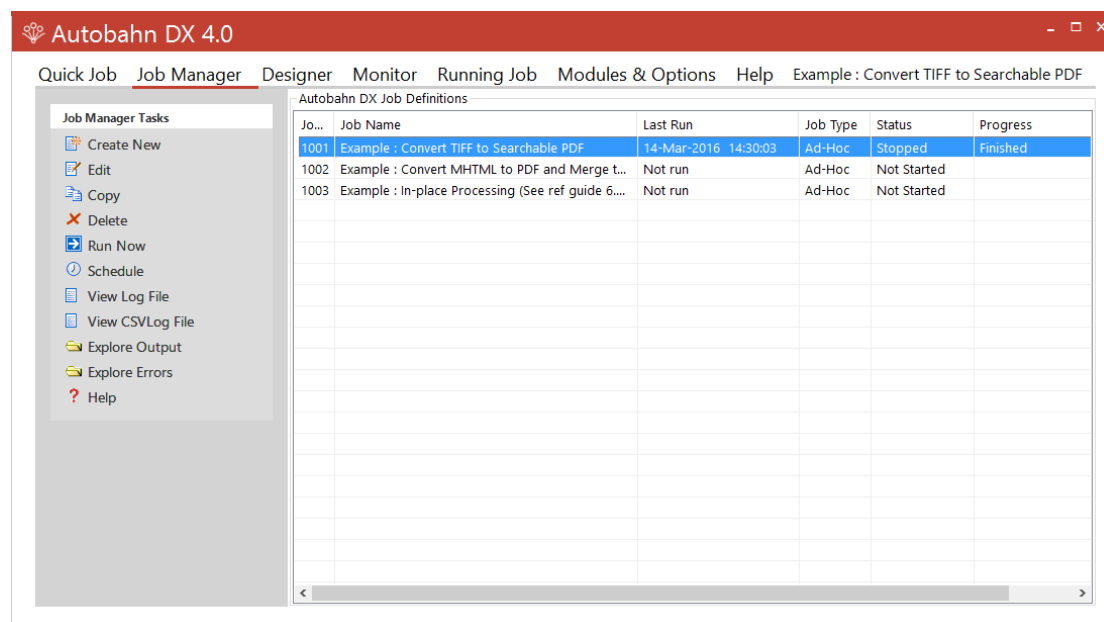 Autobahn DX 4.0
Quick Job Job Manager Designer Monitor Running Job Modules & Options Help Example : Convert TIFF to Searchable PDF
Job Manager Tasks
Create New
Edit
Copy
Delete
Run Now
Schedule
View Log File
View CSVLog File
Explore Output
Explore Errors
? Help
Autobahn DX Job Definitions
Jo... Job Name Last Run Job Type Status Progress
1001 Example : Convert TIFF to Searchable PDF 14-Mar-2016 14:30:03 Ad-Hoc Stopped Finished
1002 Example : Convert MHTML to PDF and Merge t... Not run Ad-Hoc Not Started
1003 Example : In-place Processing (See ref guide 6.... Not run Ad-Hoc Not Started